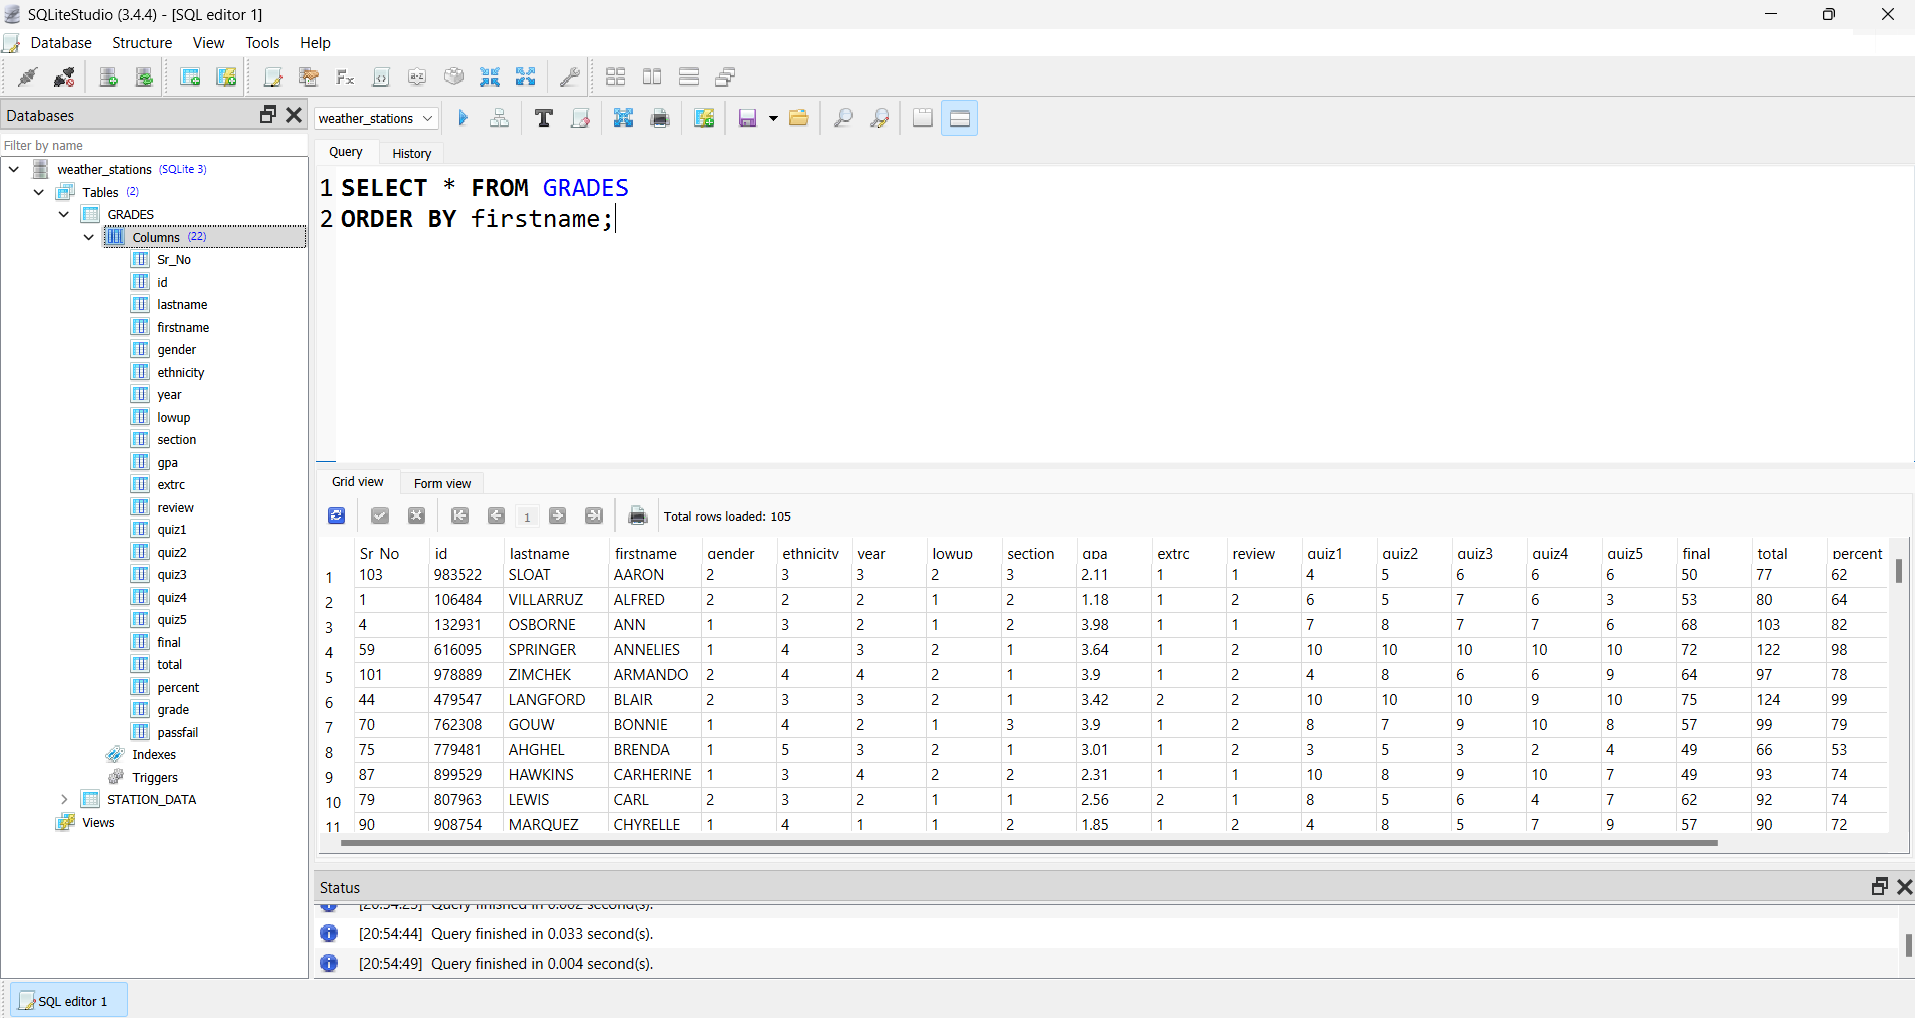 SQLiteStudio (3.4.4) - [SQL editor 1]
Database Structure View Tools Help
Databases
Filter by name
weather_stations (SQLite 3)
Tables (2)
GRADES
Columns (22)
Sr_No
id
lastname
firstname
gender
ethnicity
year
lowup
section
gpa
extrc
review
quiz1
quiz2
quiz3
quiz4
quiz5
final
total
percent
grade
passfail
Indexes
Triggers
STATION_DATA
Views
weather_stations
Query History
1 SELECT * FROM GRADES
2 ORDER BY firstname;
Grid view Form view
1 Total rows loaded: 105
Sr_No id lastname firstname gender ethnicity year lowup section gpa extrc review quiz1 quiz2 quiz3 quiz4 quiz5 final total percent
1 103 983522 SLOAT AARON 2 3 3 2 3 2.11 1 1 4 5 6 6 6 50 77 62
2 1 106484 VILLARRUZ ALFRED 2 2 2 1 2 1.18 1 2 6 5 7 6 3 53 80 64
3 4 132931 OSBORNE ANN 1 3 2 1 2 3.98 1 1 7 8 7 7 6 68 103 82
4 59 616095 SPRINGER ANNELIES 1 4 3 2 1 3.64 1 2 10 10 10 10 10 72 122 98
5 101 978889 ZIMCHEK ARMANDO 2 4 4 2 1 3.9 1 2 4 8 6 6 9 64 97 78
6 44 479547 LANGFORD BLAIR 2 3 3 2 1 3.42 2 2 10 10 10 9 10 75 124 99
7 70 762308 GOUW BONNIE 1 4 2 1 3 3.9 1 2 8 7 9 10 8 57 99 79
8 75 779481 AHGHEL BRENDA 1 5 3 2 1 3.01 1 2 3 5 3 2 4 49 66 53
9 87 899529 HAWKINS CARHERINE 1 3 4 2 2 2.31 1 1 10 8 9 10 7 49 93 74
10 79 807963 LEWIS CARL 2 3 2 1 1 2.56 2 1 8 5 6 4 7 62 92 74
11 90 908754 MARQUEZ CHYRELLE 1 4 1 1 2 1.85 1 2 4 8 5 7 9 57 90 72
Status
[20:54:25] Query finished in 0.002 second(s).
[20:54:44] Query finished in 0.033 second(s).
[20:54:49] Query finished in 0.004 second(s).
SQL editor 1